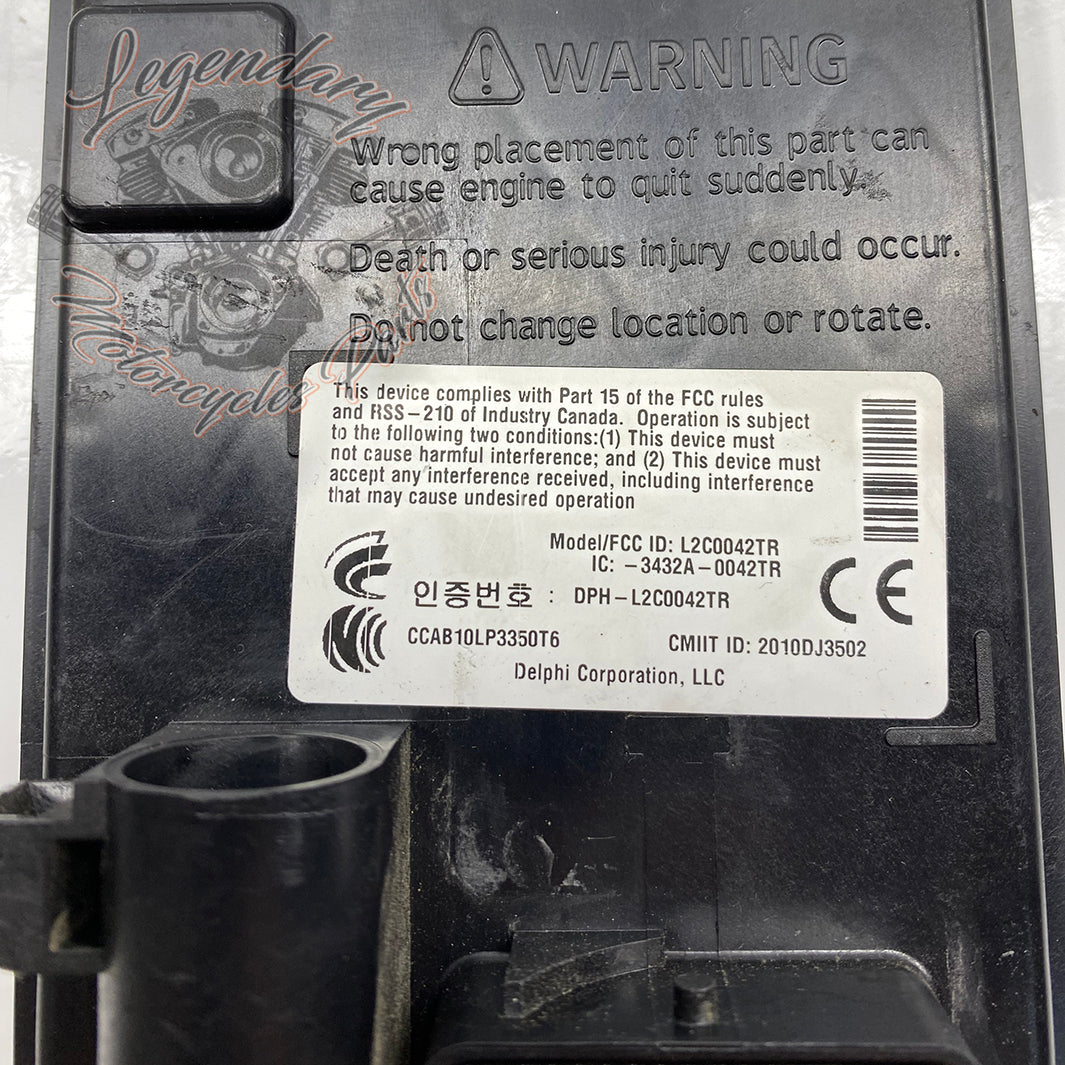 Legendary
Motorcycles Parts
WARNING
Wrong placement of this part can
cause engine to quit suddenly.
Death or serious injury could occur.
Do not change location or rotate.
This device complies with Part 15 of the FCC rules
and RSS-210 of Industry Canada. Operation is subject
to the following two conditions:(1) This device must
not cause harmful interference; and (2) This device must
accept any interference received, including interference
that may cause undesired operation
Model/FCC ID: L2C0042TR
IC: -3432A-0042TR
인증번호 : DPH-L2C0042TR
CE
CCAB10LP3350T6
CMIIT ID: 2010DJ3502
Delphi Corporation, LLC